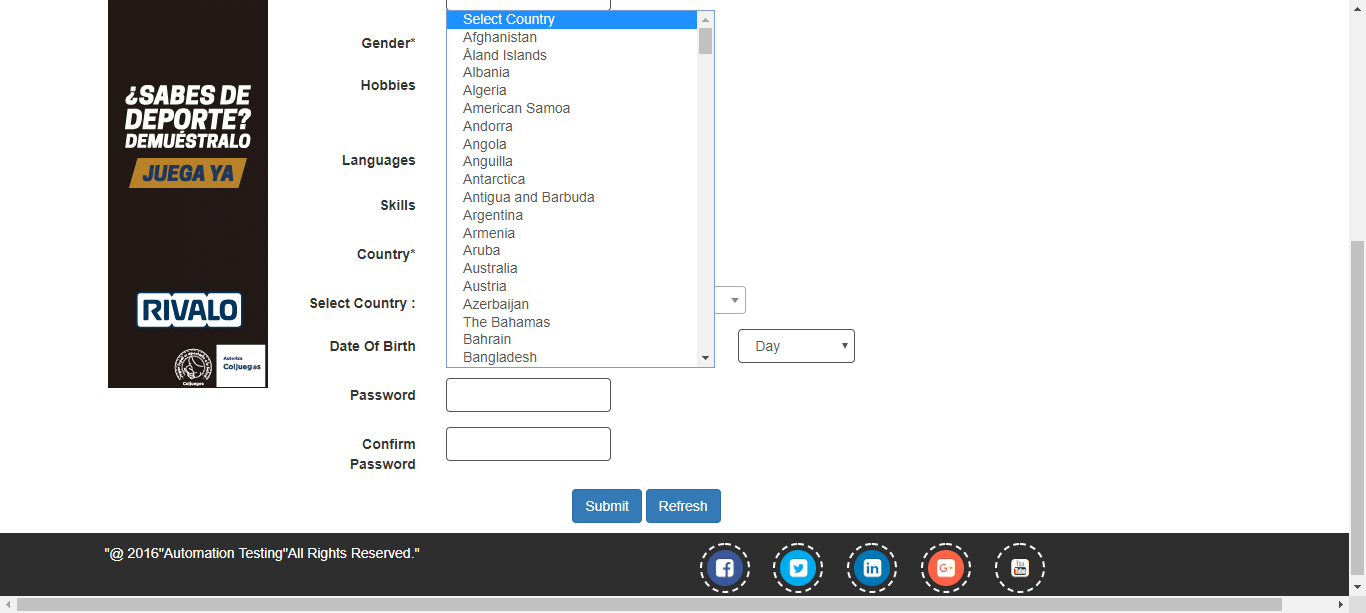 ¿SABES DE
DEPORTE?
DEMUÉSTRALO
JUEGA YA
RIVALO
Autoriza
Coljuegos
Coljuegos
Gender*
Hobbies
Languages
Skills
Country*
Select Country :
Date Of Birth
Password
Confirm
Password
Select Country
Afghanistan
Åland Islands
Albania
Algeria
American Samoa
Andorra
Angola
Anguilla
Antarctica
Antigua and Barbuda
Argentina
Armenia
Aruba
Australia
Austria
Azerbaijan
The Bahamas
Bahrain
Bangladesh
Day
Submit
Refresh
"@ 2016"Automation Testing"All Rights Reserved."
f
in
G+
You
Tube